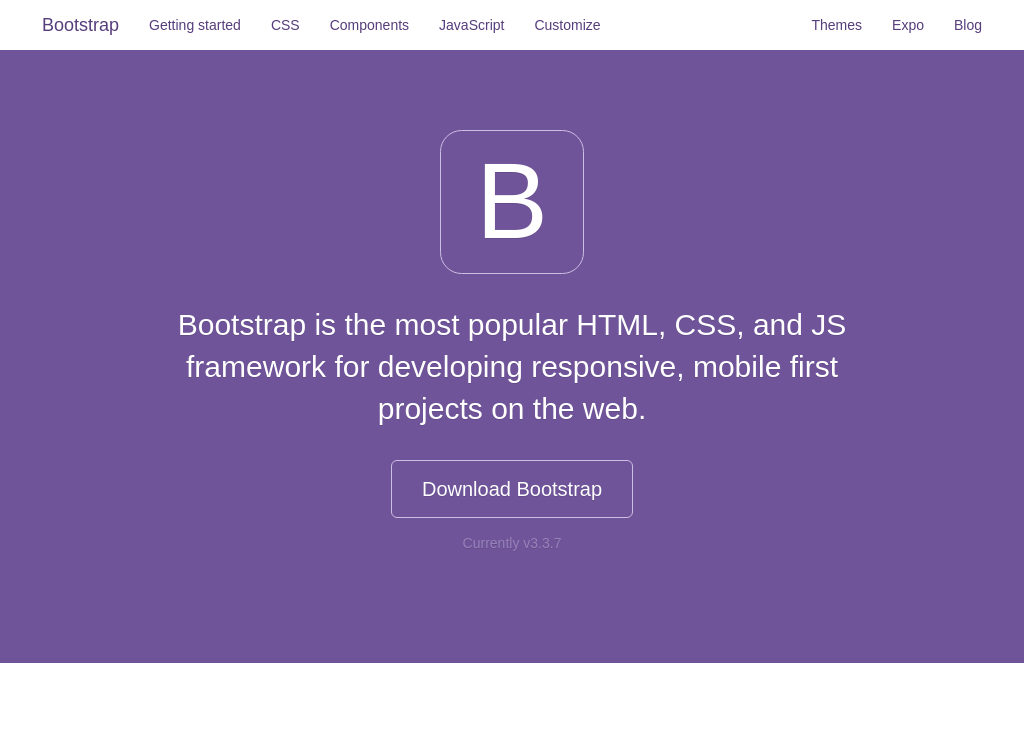 Bootstrap Getting started CSS Components JavaScript Customize Themes Expo Blog
B
Bootstrap is the most popular HTML, CSS, and JS
framework for developing responsive, mobile first
projects on the web.
Download Bootstrap
Currently v3.3.7